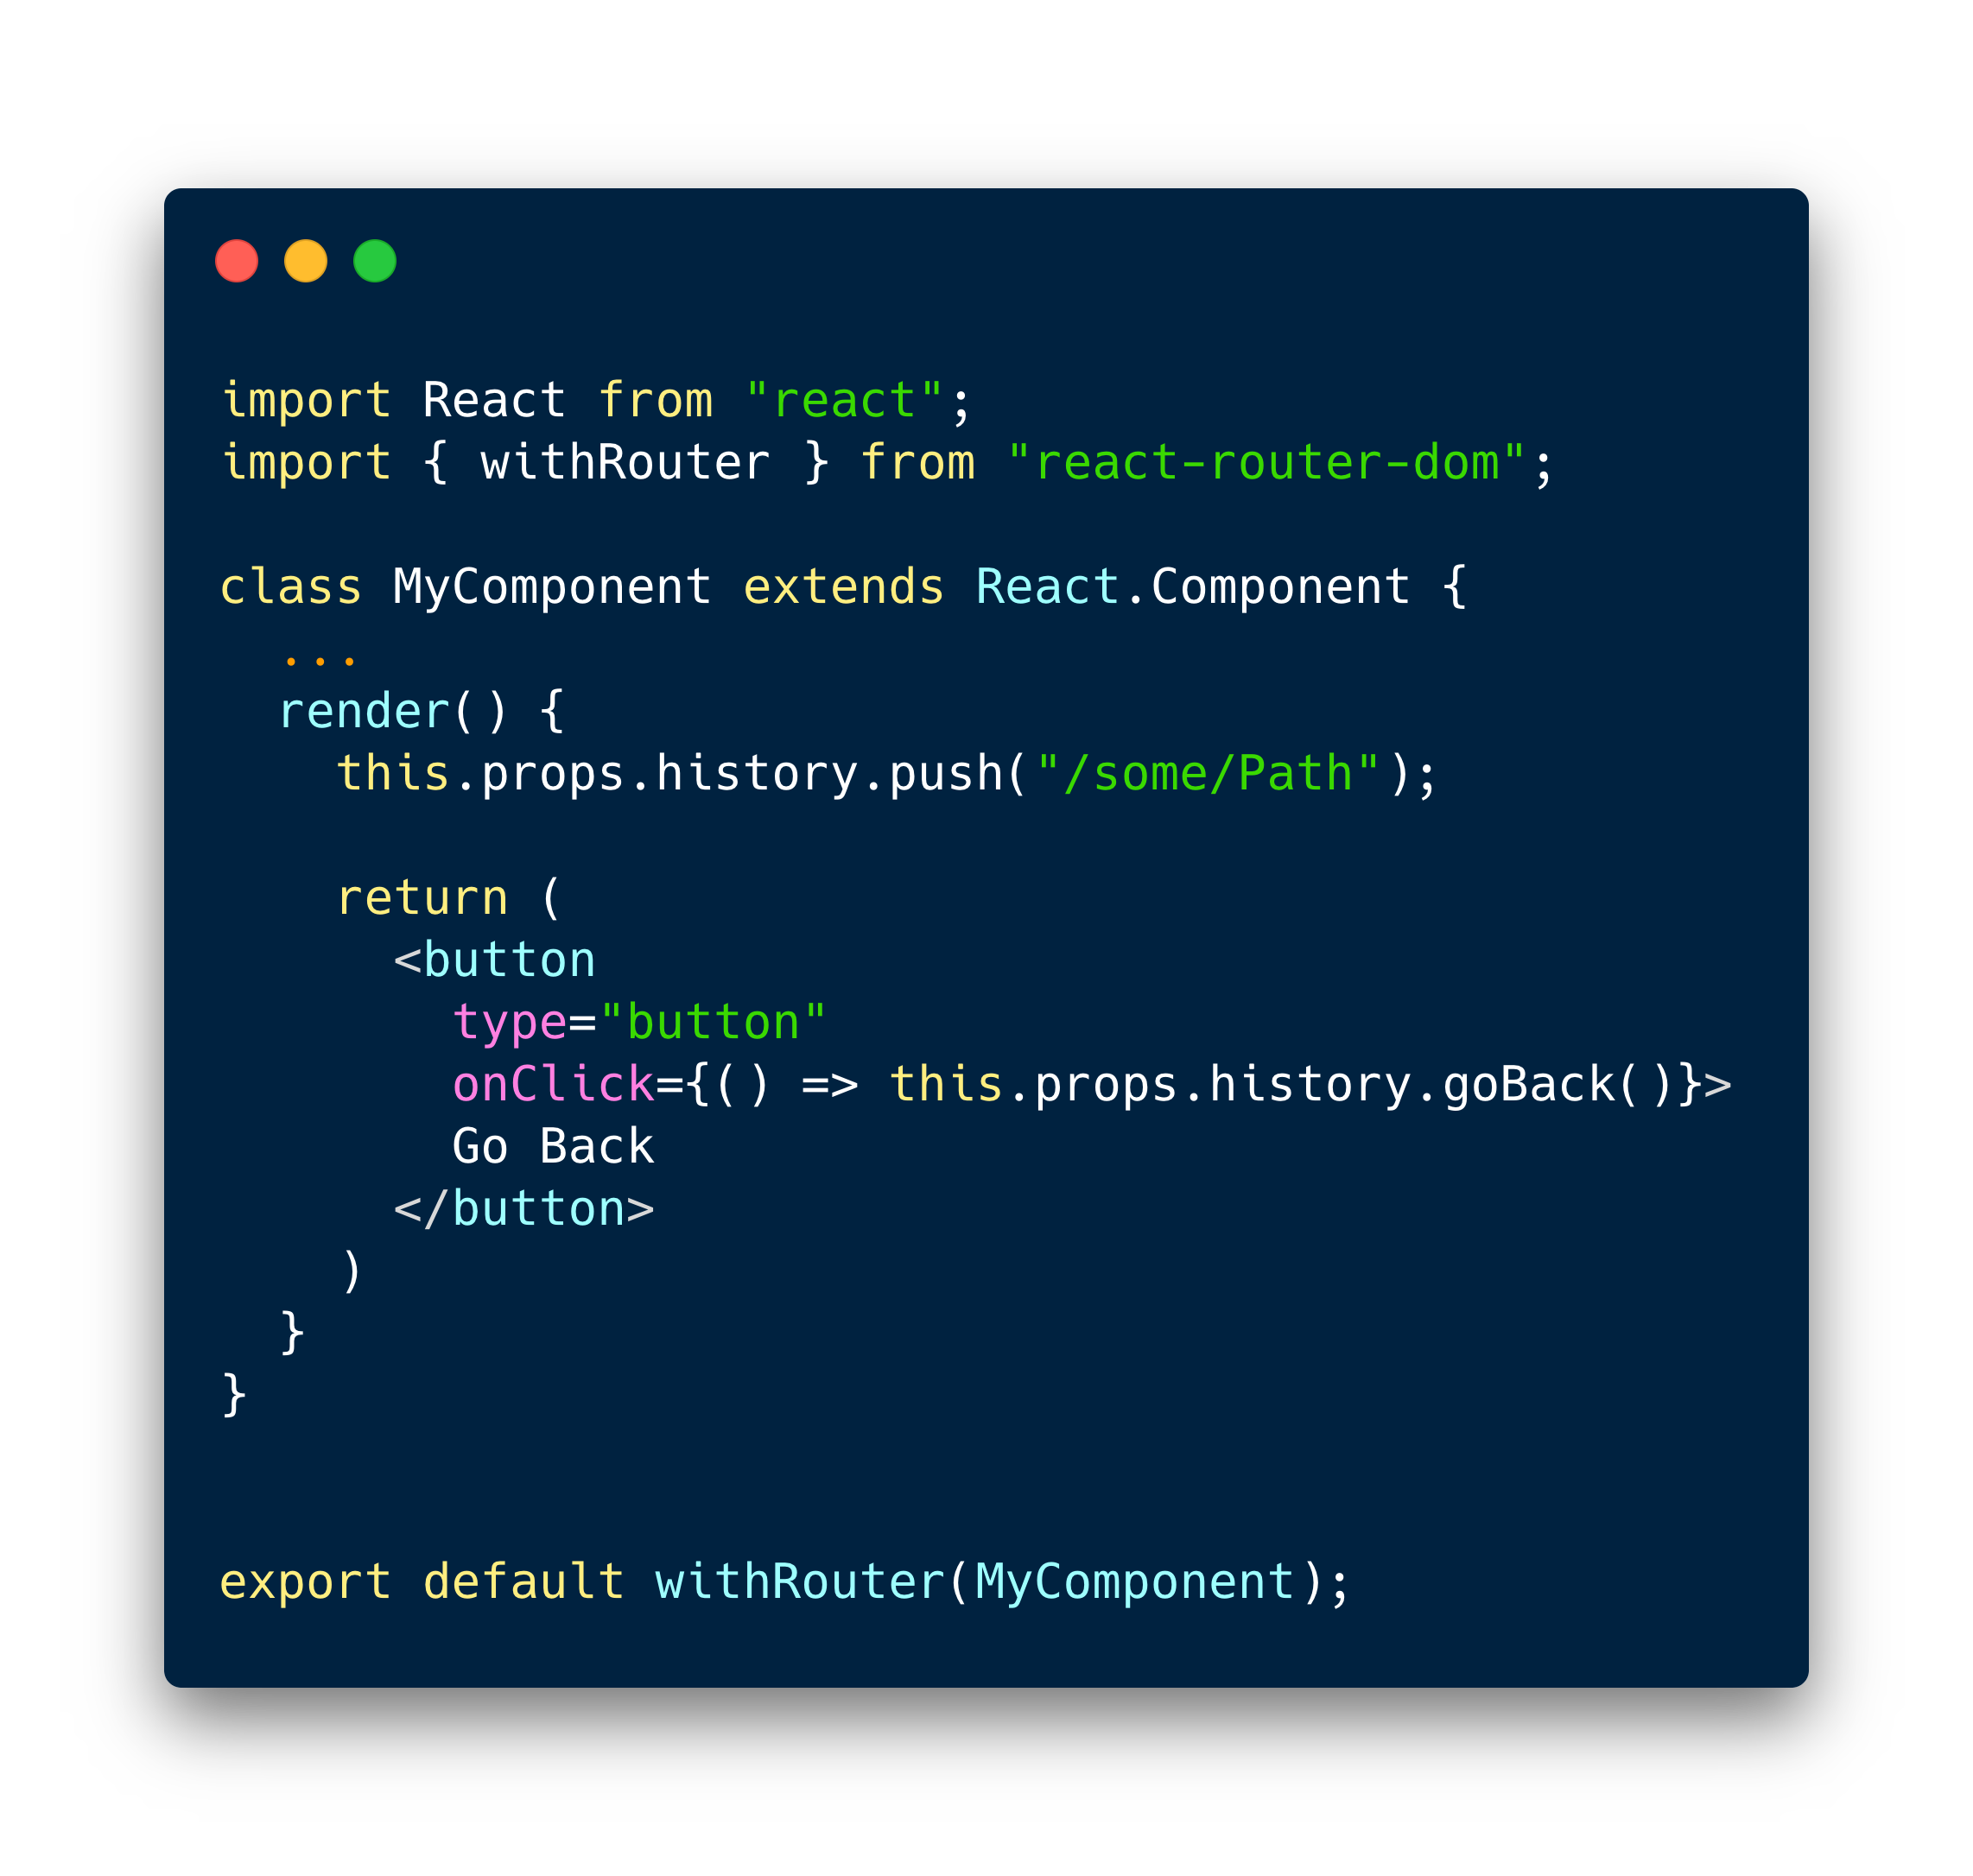 import React from "react";
import { withRouter } from "react-router-dom";
class MyComponent extends React.Component {
  ...
  render() {
    this.props.history.push("/some/Path");
    return (
      <button
        type="button"
        onClick={() => this.props.history.goBack()}>
        Go Back
      </button>
    )
  }
}
export default withRouter(MyComponent);